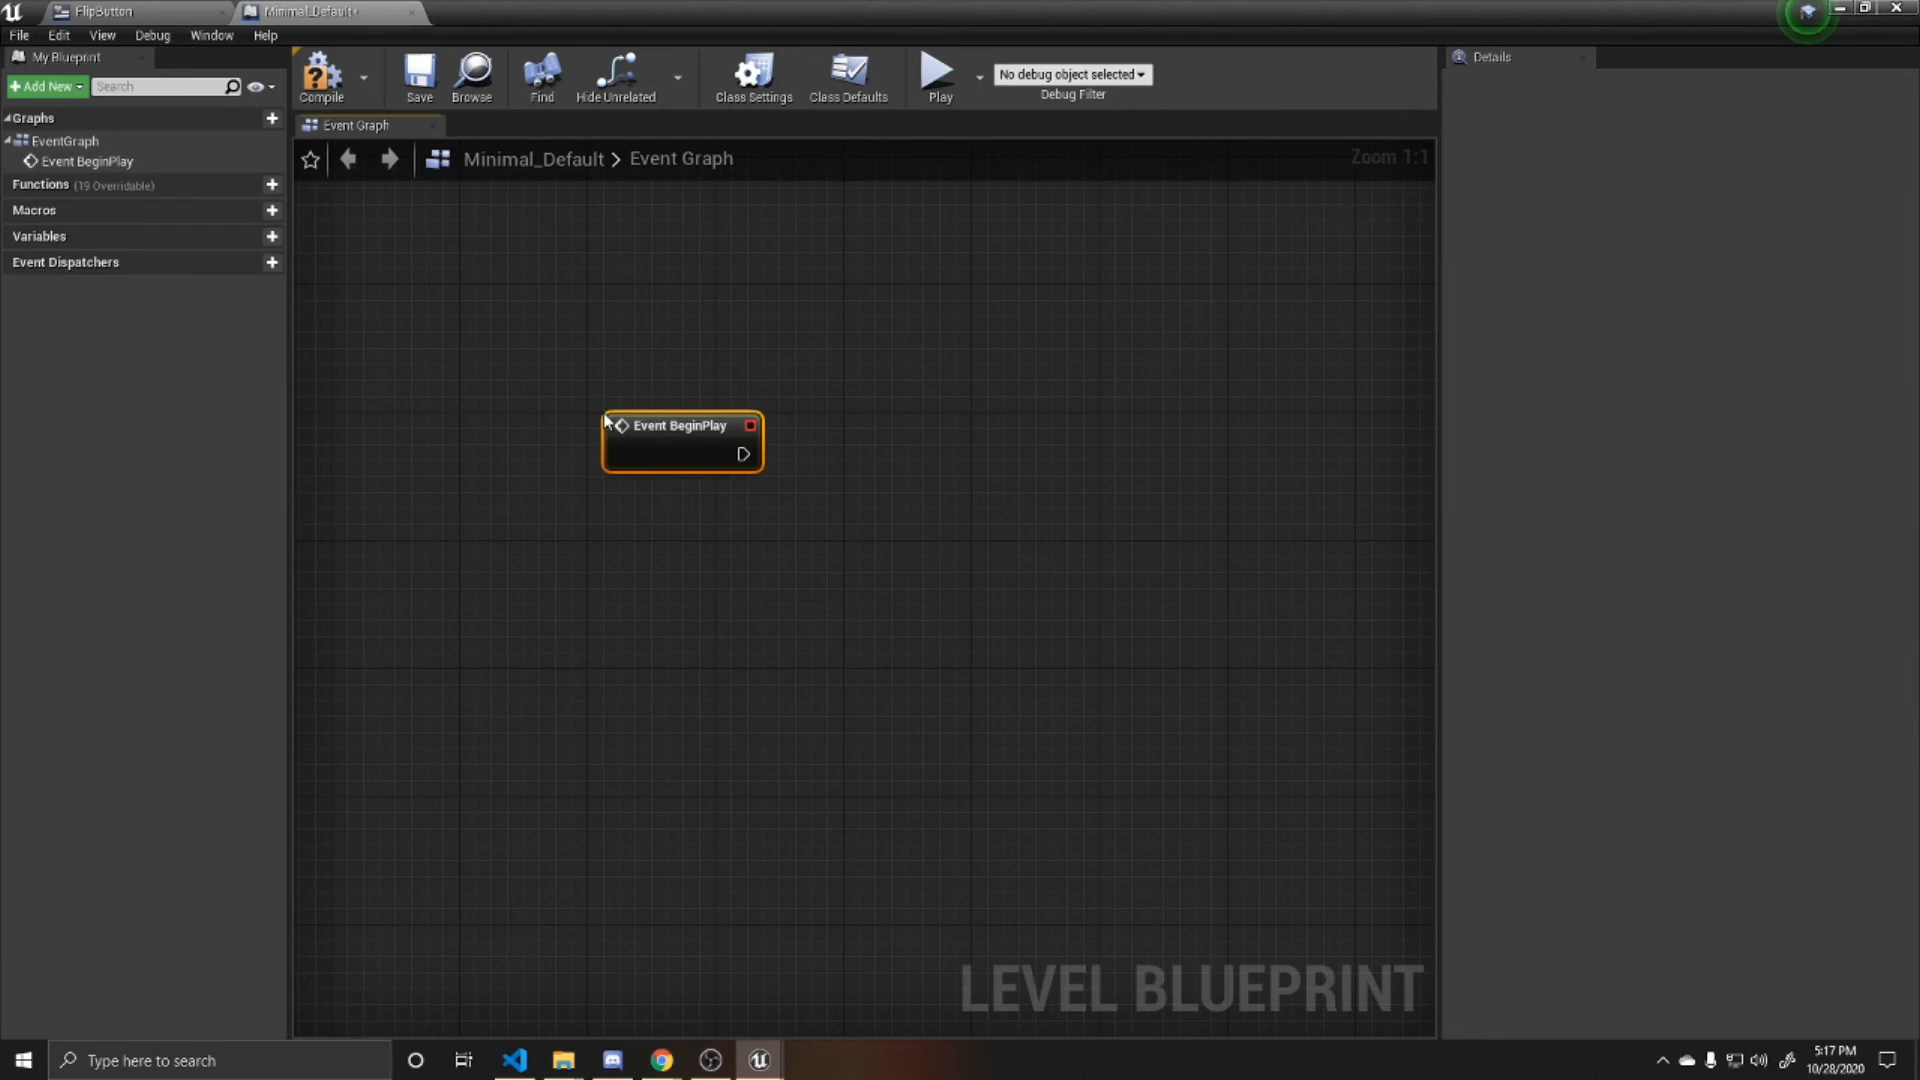 FlipButton
Minimal_Default*
File Edit View Debug Window Help
My Blueprint
Details
Add New
Search
Compile
Save
Browse
Find
Hide Unrelated
Class Settings
Class Defaults
Play
No debug object selected
Debug Filter
Graphs
EventGraph
Event BeginPlay
Functions (19 Overridable)
Macros
Variables
Event Dispatchers
Event Graph
Minimal_Default > Event Graph
Zoom 1:1
Event BeginPlay
LEVEL BLUEPRINT
Type here to search
5:17 PM
10/28/2020